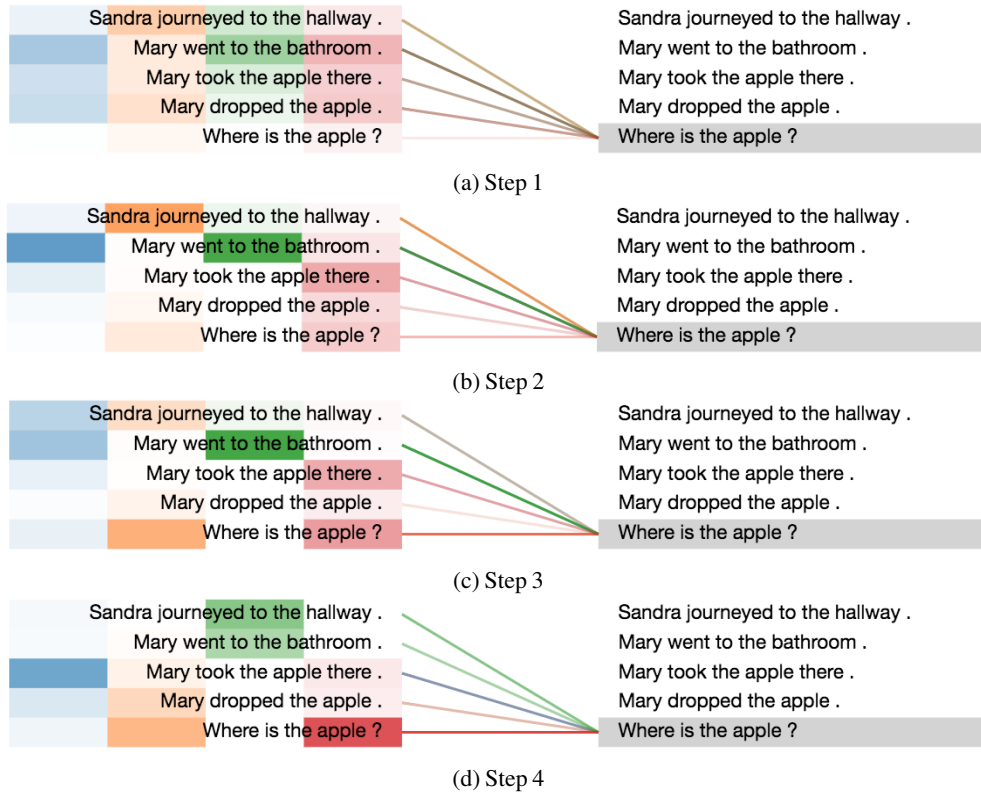 Sandra journeyed to the hallway . Sandra journeyed to the hallway .
Mary went to the bathroom . Mary went to the bathroom .
Mary took the apple there . Mary took the apple there .
Mary dropped the apple . Mary dropped the apple .
Where is the apple ? Where is the apple ?
(a) Step 1
Sandra journeyed to the hallway . Sandra journeyed to the hallway .
Mary went to the bathroom . Mary went to the bathroom .
Mary took the apple there . Mary took the apple there .
Mary dropped the apple . Mary dropped the apple .
Where is the apple ? Where is the apple ?
(b) Step 2
Sandra journeyed to the hallway . Sandra journeyed to the hallway .
Mary went to the bathroom . Mary went to the bathroom .
Mary took the apple there . Mary took the apple there .
Mary dropped the apple . Mary dropped the apple .
Where is the apple ? Where is the apple ?
(c) Step 3
Sandra journeyed to the hallway . Sandra journeyed to the hallway .
Mary went to the bathroom . Mary went to the bathroom .
Mary took the apple there . Mary took the apple there .
Mary dropped the apple . Mary dropped the apple .
Where is the apple ? Where is the apple ?
(d) Step 4